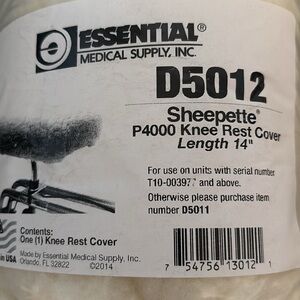 ESSENTIAL®
MEDICAL SUPPLY, INC.
D5012
Sheepette®
P4000 Knee Rest Cover
Length 14"
For use on units with serial number
T10-00397 and above.
Otherwise please purchase item
number D5011
Contents:
One (1) Knee Rest Cover
in USA
Made by Essential Medical Supply, Inc.
Orlando, FL 32822 ©2014
7 54756 13012 1